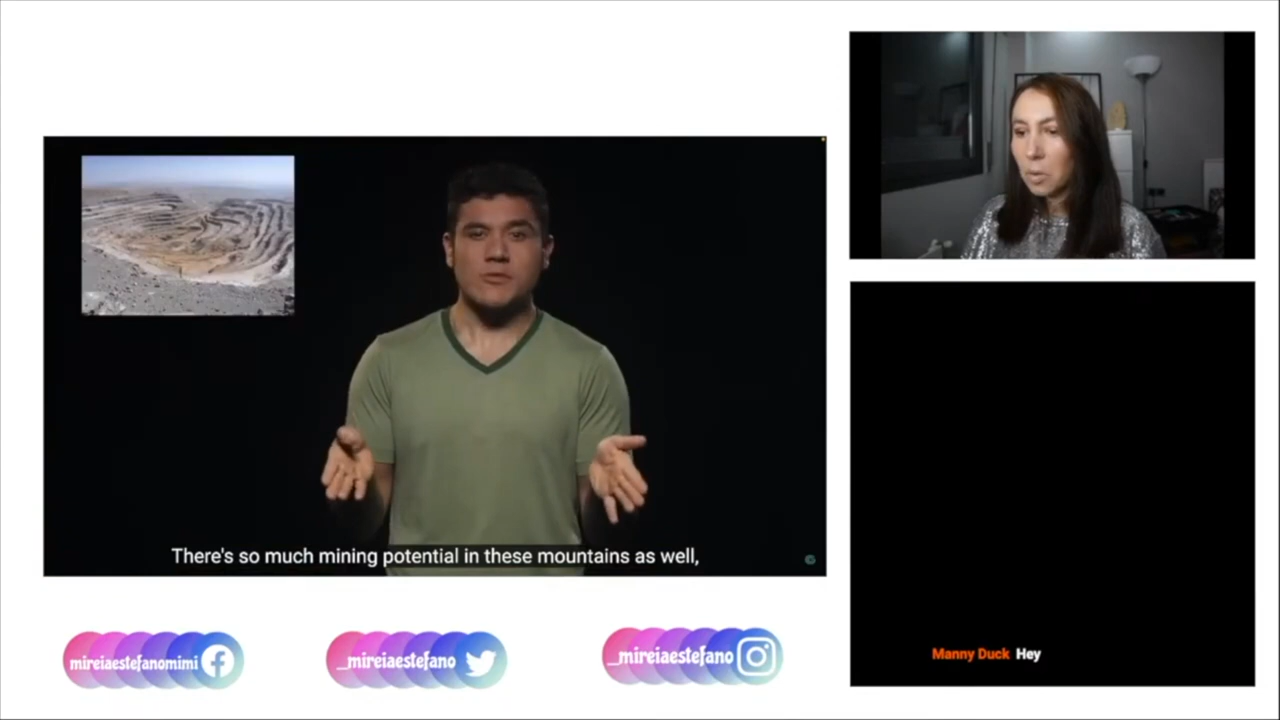 There's so much mining potential in these mountains as well,
Manny Duck Hey
mireiaestefanomimi
_mireiaestefano
_mireiaestefano